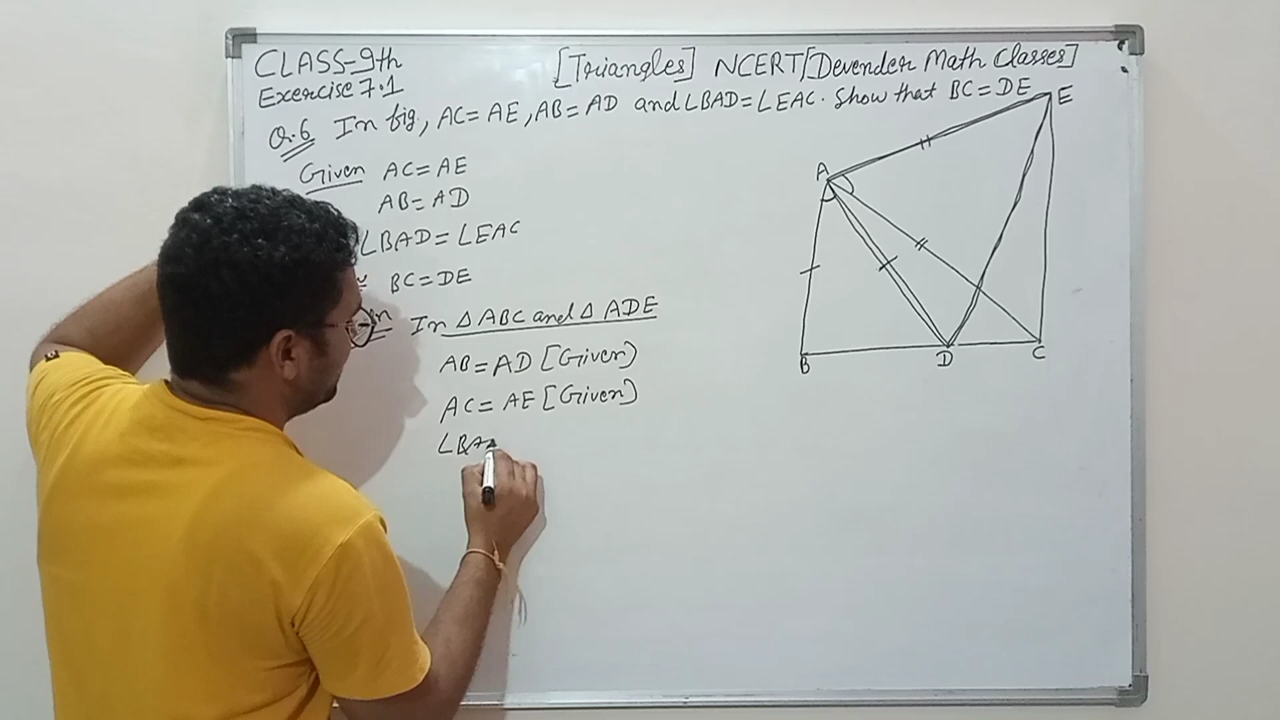 CLASS-9th [Triangles] NCERT [Devender Math Classes]
Exercise 7.1
Q.6 In fig, AC = AE, AB = AD and ∠BAD = ∠EAC. Show that BC = DE
Given AC = AE
AB = AD
∠BAD = ∠EAC
BC = DE
In △ABC and △ADE
AB = AD [Given)
AC = AE [Given)
∠BA
E
A
B
D
C